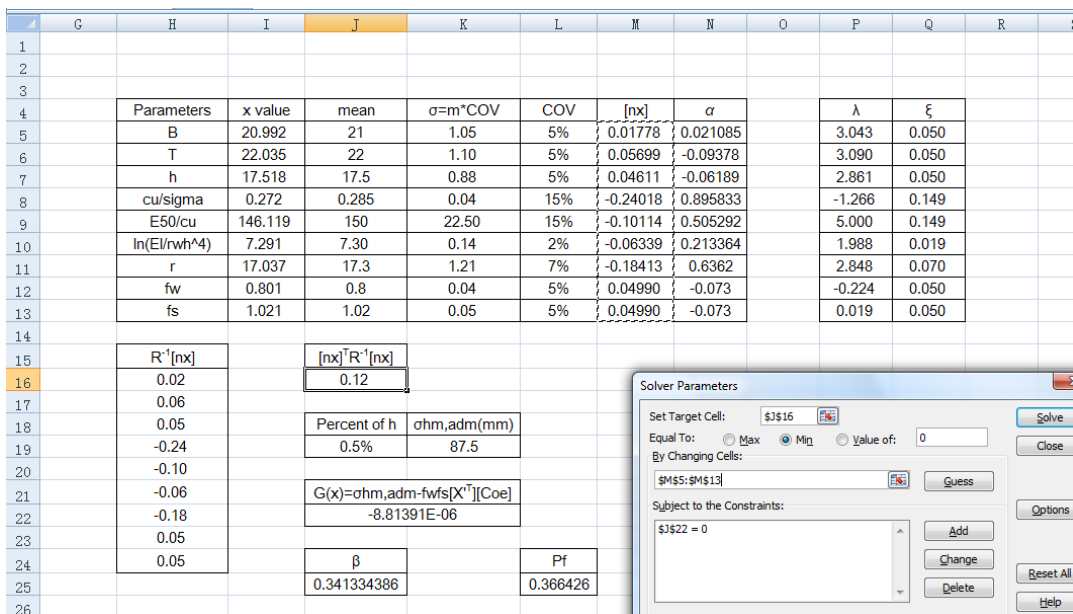 G H I J K L M N O P Q R
1
2
3
4 Parameters x value mean σ=m*COV COV [nx] α λ ξ
5 B 20.992 21 1.05 5% 0.01778 0.021085 3.043 0.050
6 T 22.035 22 1.10 5% 0.05699 -0.09378 3.090 0.050
7 h 17.518 17.5 0.88 5% 0.04611 -0.06189 2.861 0.050
8 cu/sigma 0.272 0.285 0.04 15% -0.24018 0.895833 -1.266 0.149
9 E50/cu 146.119 150 22.50 15% -0.10114 0.505292 5.000 0.149
10 ln(EI/rwh^4) 7.291 7.30 0.14 2% -0.06339 0.213364 1.988 0.019
11 r 17.037 17.3 1.21 7% -0.18413 0.6362 2.848 0.070
12 fw 0.801 0.8 0.04 5% 0.04990 -0.073 -0.224 0.050
13 fs 1.021 1.02 0.05 5% 0.04990 -0.073 0.019 0.050
14
15 R⁻¹[nx] [nx]ᵀR⁻¹[nx]
16 0.02 0.12
17 0.06
18 0.05 Percent of h σhm,adm(mm)
19 -0.24 0.5% 87.5
20 -0.10
21 -0.06 G(x)=σhm,adm-fwfs[X'ᵀ][Coe]
22 -0.18 -8.81391E-06
23 0.05
24 0.05 β Pf
25 0.341334386 0.366426
26
Solver Parameters
Set Target Cell: $J$16 Solve
Equal To: Max Min Value of: 0 Close
By Changing Cells:
$M$5:$M$13 Guess
Subject to the Constraints: Options
$J$22 = 0 Add
Change
Delete Reset All
Help